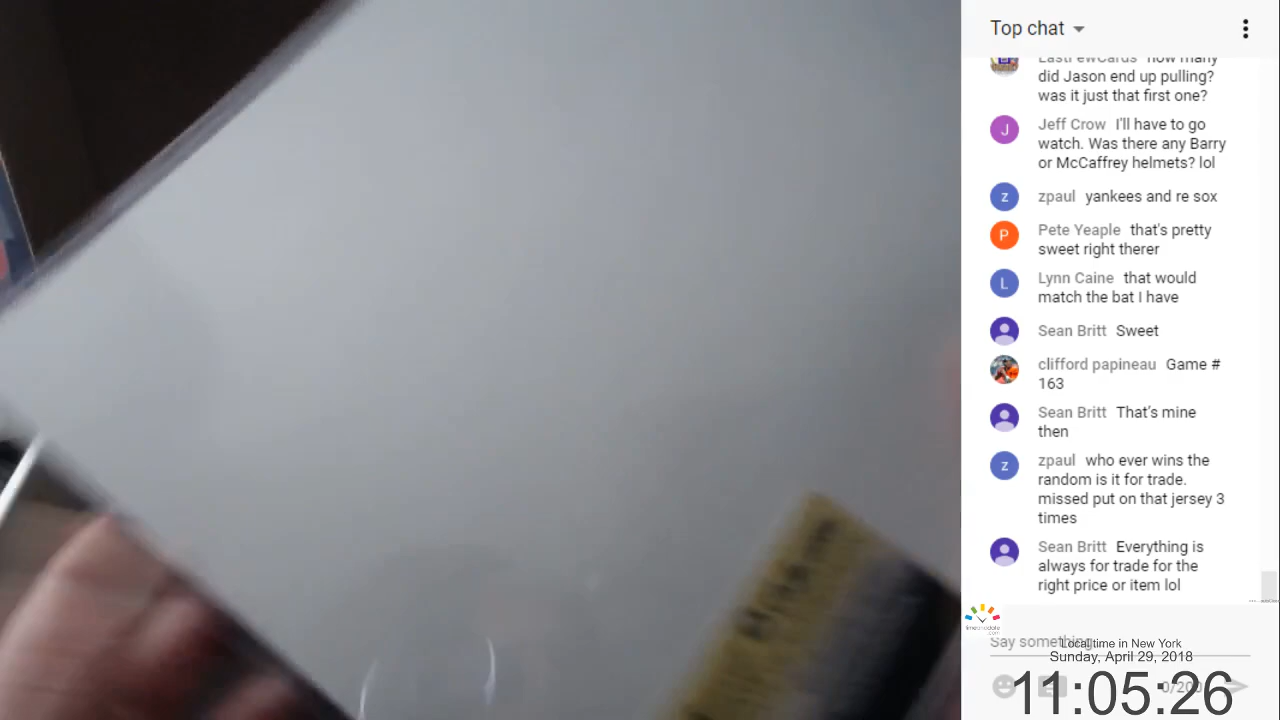 Top chat
LastFewCards how many
did Jason end up pulling?
was it just that first one?
Jeff Crow I'll have to go
watch. Was there any Barry
or McCaffrey helmets? lol
zpaul yankees and re sox
Pete Yeaple that's pretty
sweet right therer
Lynn Caine that would
match the bat I have
Sean Britt Sweet
clifford papineau Game #
163
Sean Britt That's mine
then
zpaul who ever wins the
random is it for trade.
missed put on that jersey 3
times
Sean Britt Everything is
always for trade for the
right price or item lol
Say something...
Local time in New York
Sunday, April 29, 2018
0/200
11:05:26